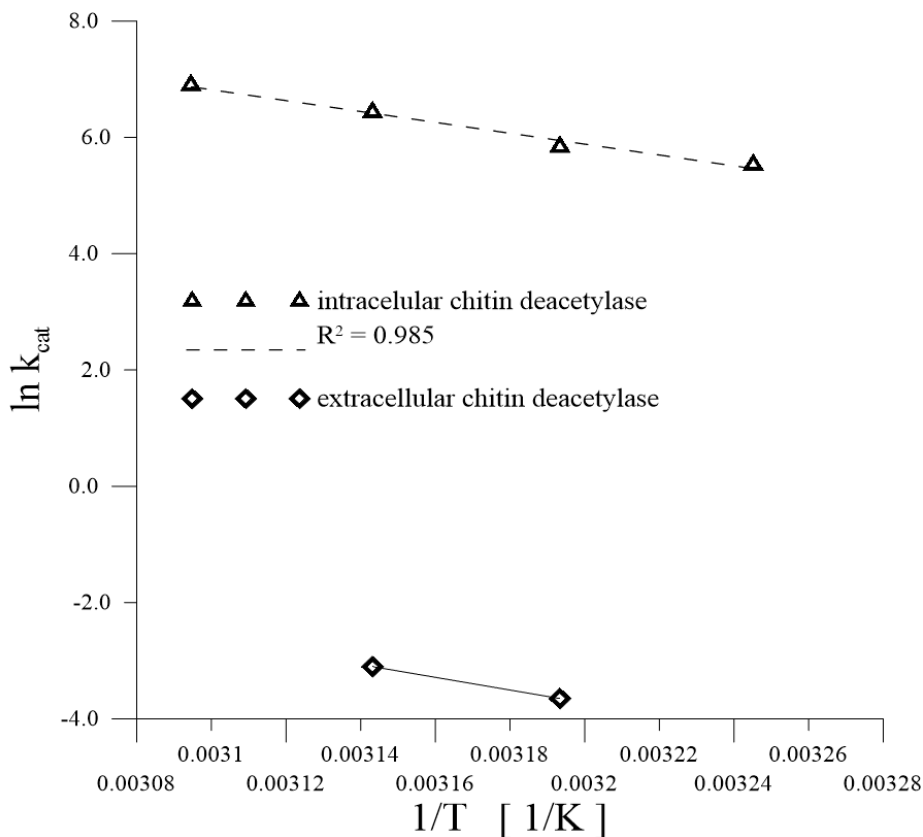 8.0
6.0
4.0
2.0
0.0
-2.0
-4.0
ln kcat
intracelular chitin deacetylase
R² = 0.985
extracellular chitin deacetylase
0.0031 0.00314 0.00318 0.00322 0.00326
0.00308 0.00312 0.00316 0.0032 0.00324 0.00328
1/T [ 1/K ]